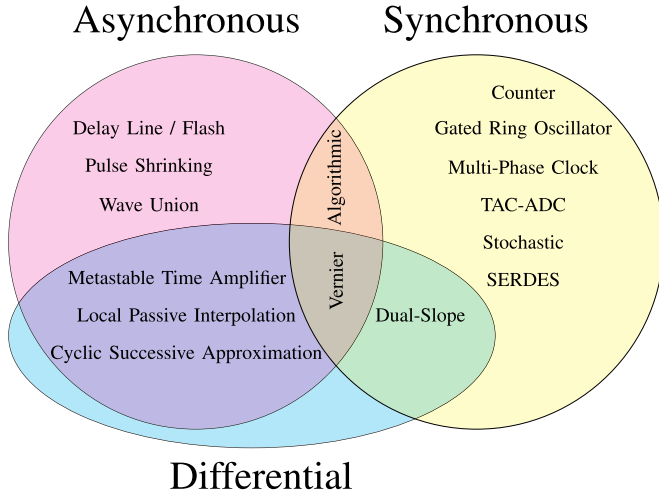 Asynchronous
Synchronous
Delay Line / Flash
Pulse Shrinking
Wave Union
Algorithmic
Counter
Gated Ring Oscillator
Multi-Phase Clock
TAC-ADC
Stochastic
SERDES
Metastable Time Amplifier
Local Passive Interpolation
Cyclic Successive Approximation
Vernier
Dual-Slope
Differential